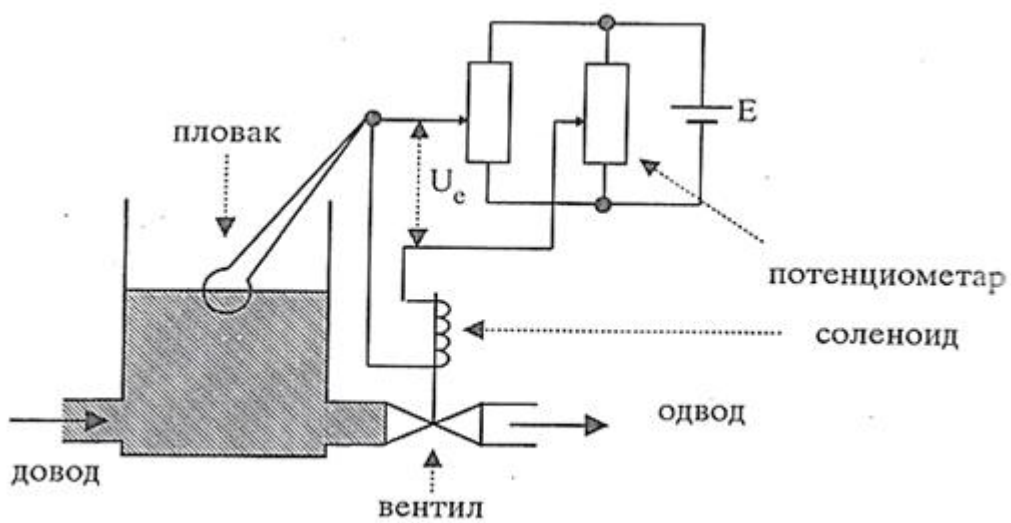 E
пловак
U_c
потенциометар
соленоид
одвод
довод
вентил